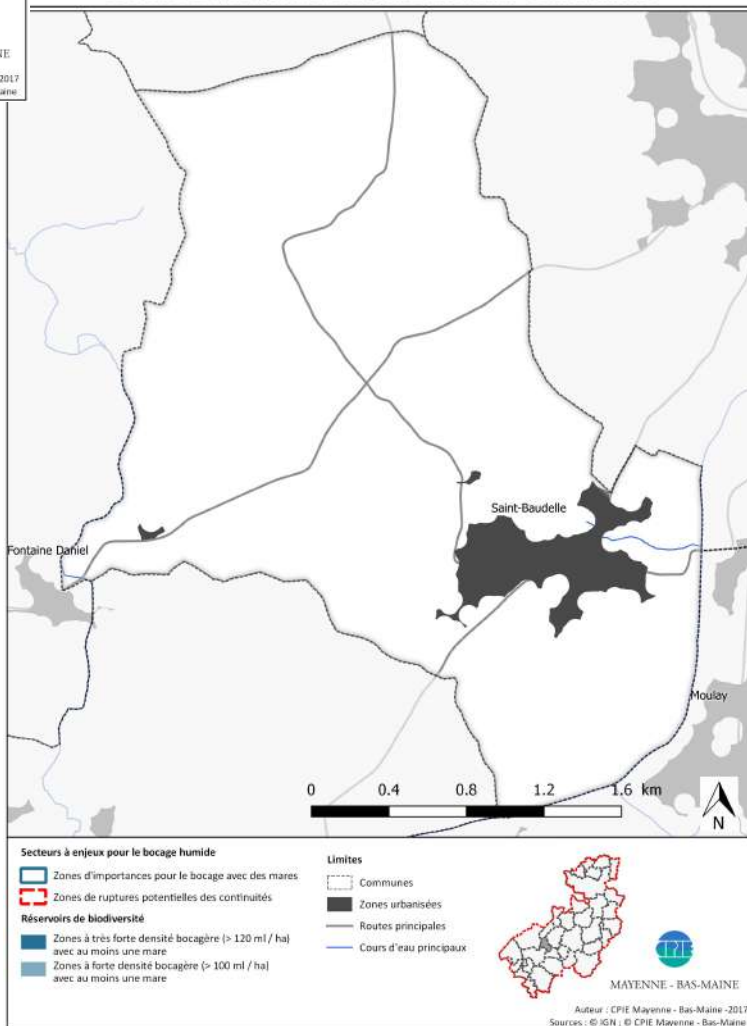 NE
2017
aine
Saint-Baudelle
Fontaine Daniel
Moulay
0 0.4 0.8 1.2 1.6 km
N
Secteurs à enjeux pour le bocage humide
Zones d'importances pour le bocage avec des mares
Zones de ruptures potentielles des continuités
Réservoirs de biodiversité
Zones à très forte densité bocagère (> 120 ml / ha)
avec au moins une mare
Zones à forte densité bocagère (> 100 ml / ha)
avec au moins une mare
Limites
Communes
Zones urbanisées
Routes principales
Cours d'eau principaux
CPIE
MAYENNE - BAS-MAINE
Auteur : CPIE Mayenne - Bas-Maine -2017
Sources : © IGN ; © CPIE Mayenne - Bas-Maine